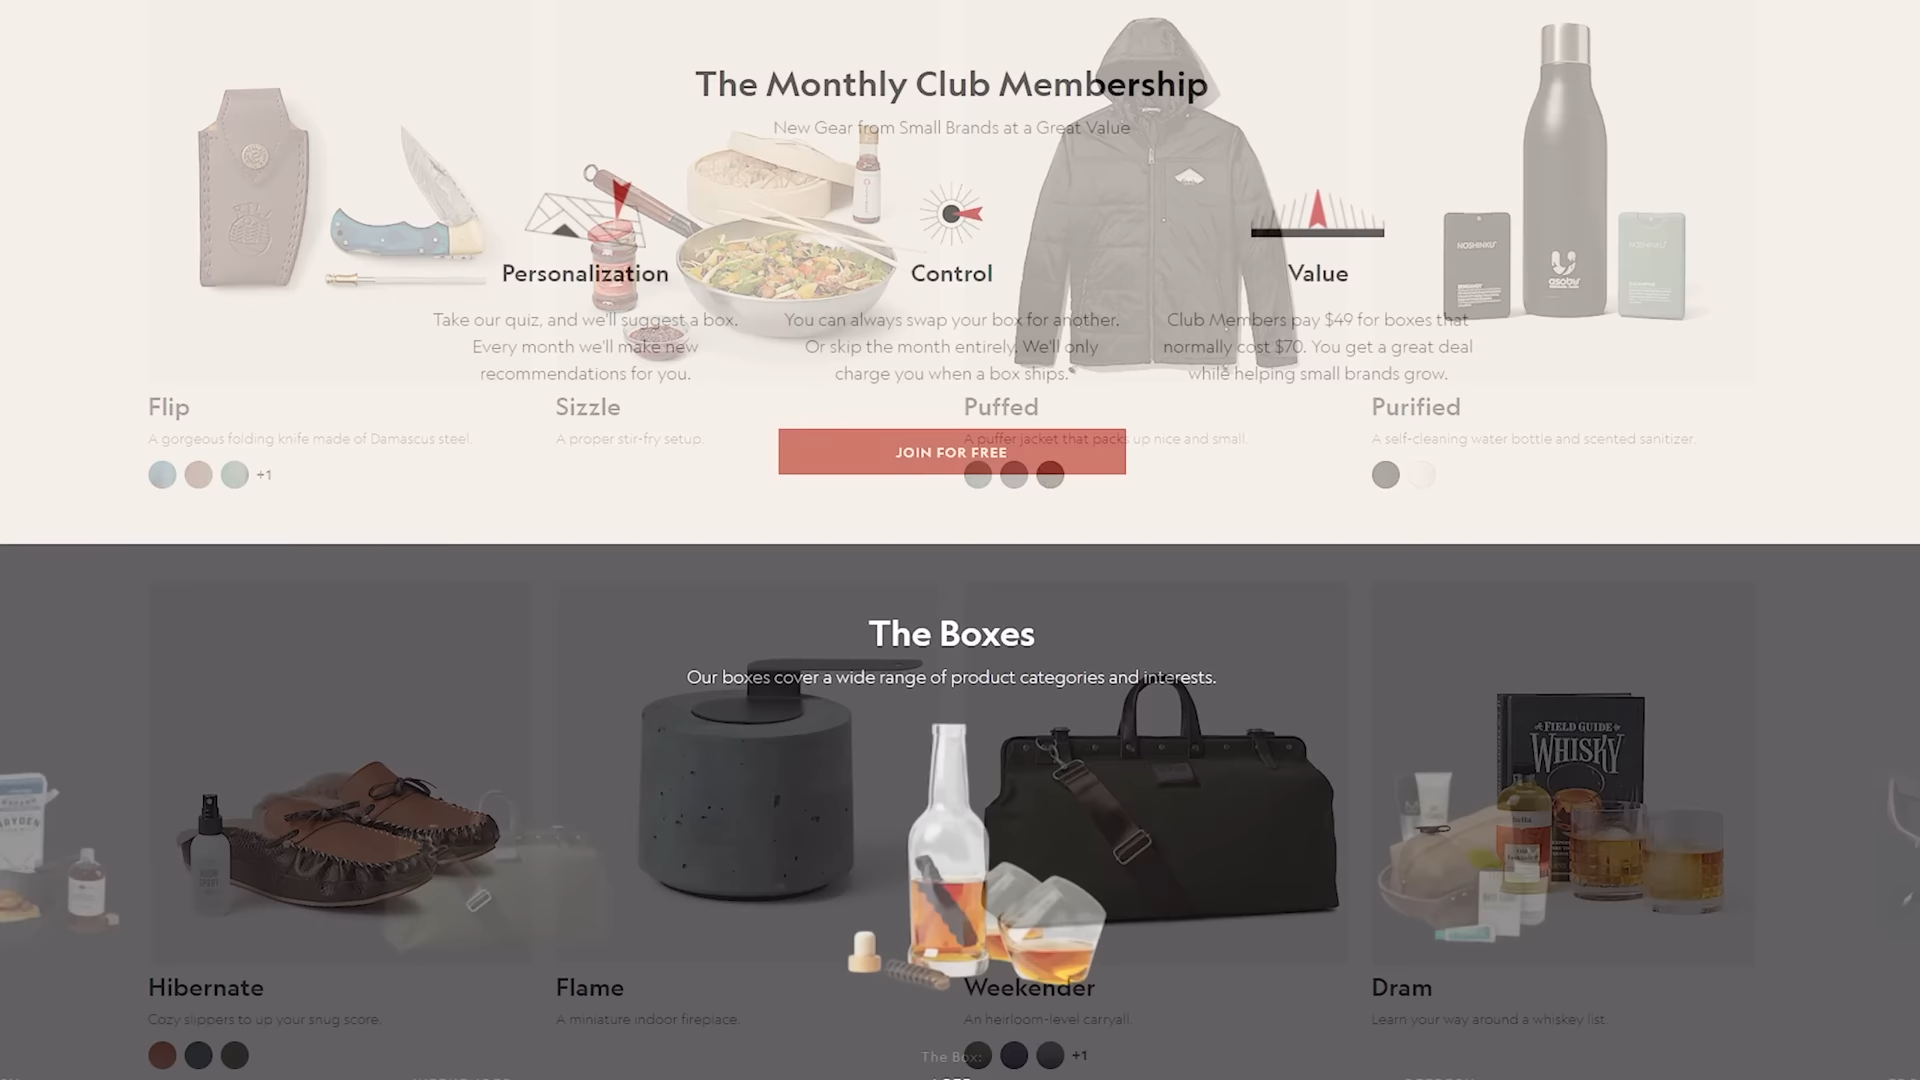 The Monthly Club Membership
New Gear from Small Brands at a Great Value
NOSHINKU
NOSHINKU
asobu
Personalization
Control
Value
Take our quiz, and we'll suggest a box.
Every month we'll make new
recommendations for you.
You can always swap your box for another.
Or skip the month entirely. We'll only
charge you when a box ships.
Club Members pay $49 for boxes that
normally cost $70. You get a great deal
while helping small brands grow.
Flip
A gorgeous folding knife made of Damascus steel.
+1
Sizzle
A proper stir-fry setup.
Puffed
A puffer jacket that packs up nice and small.
Purified
A self-cleaning water bottle and scented sanitizer.
JOIN FOR FREE
The Boxes
Our boxes cover a wide range of product categories and interests.
FIELD GUIDE
WHISKY
Hibernate
Cozy slippers to up your snug score.
Flame
A miniature indoor fireplace.
Weekender
An heirloom-level carryall.
+1
Dram
Learn your way around a whiskey list.
The Box: